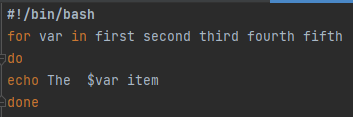 #!/bin/bash
for var in first second third fourth fifth
do
echo The  $var item
done